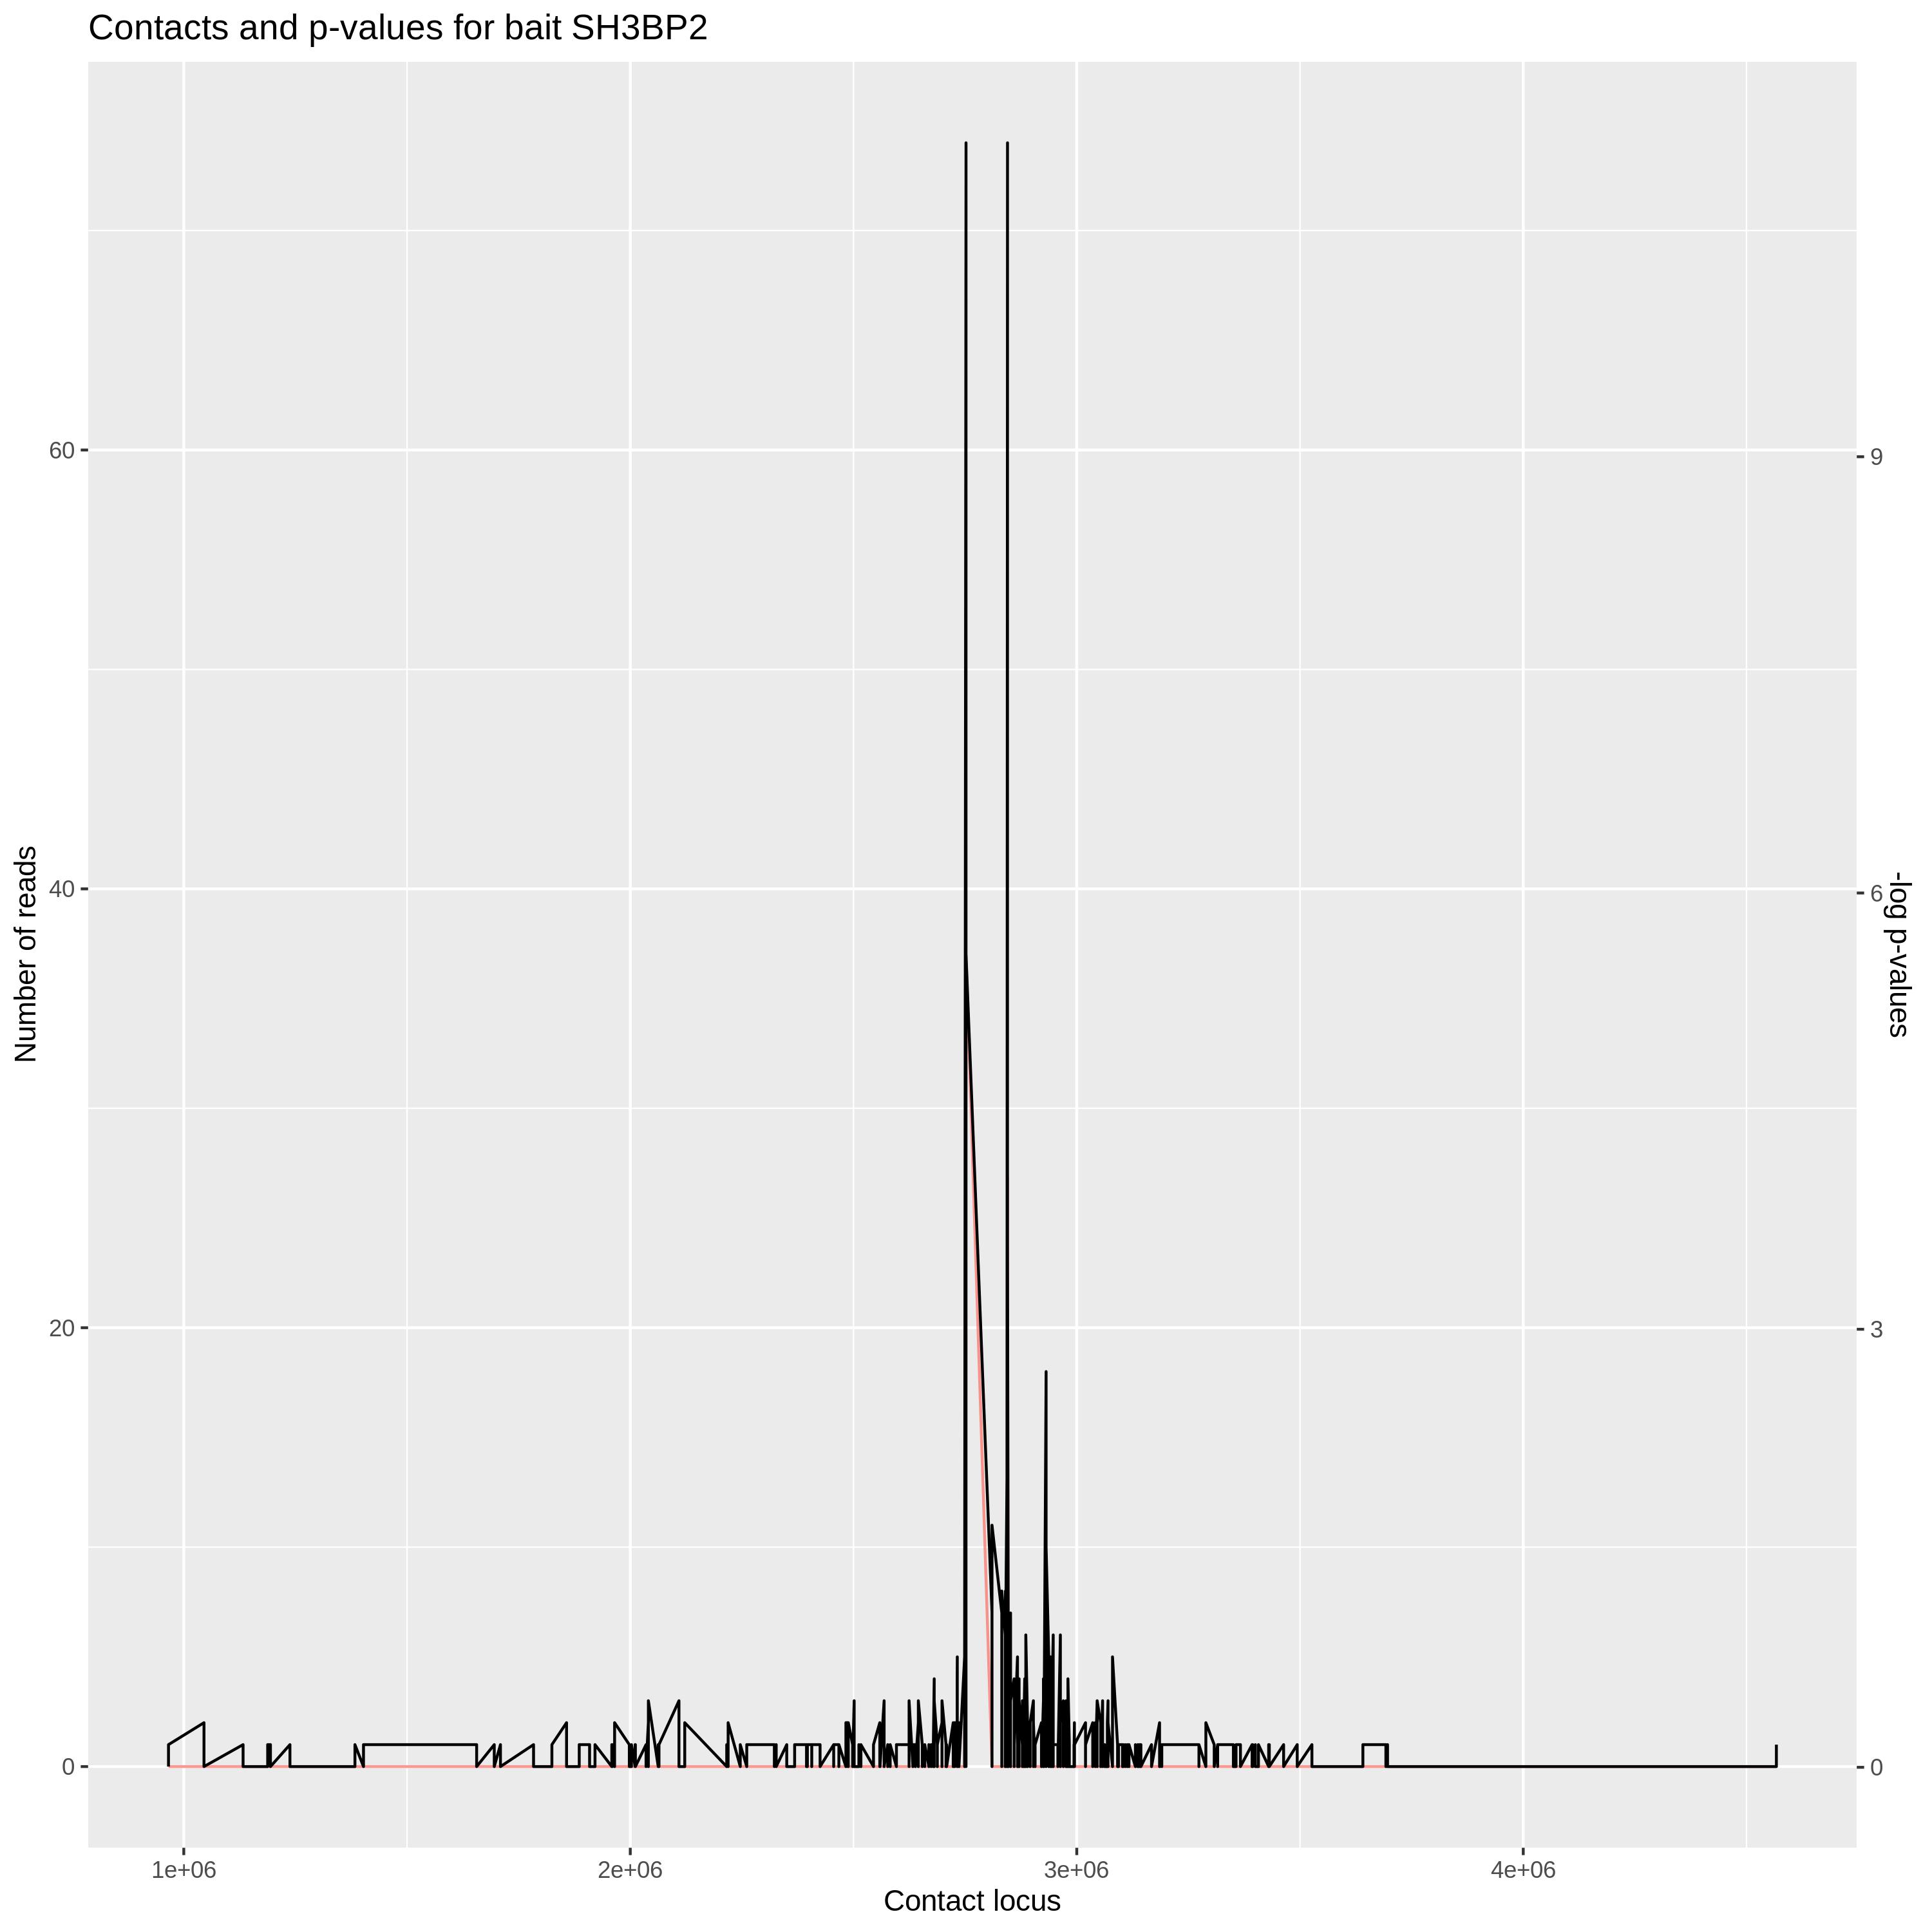 Contacts and p-values for bait SH3BP2
60
40
20
0
Number of reads
9
6
3
0
-log p-values
1e+06
2e+06
3e+06
4e+06
Contact locus